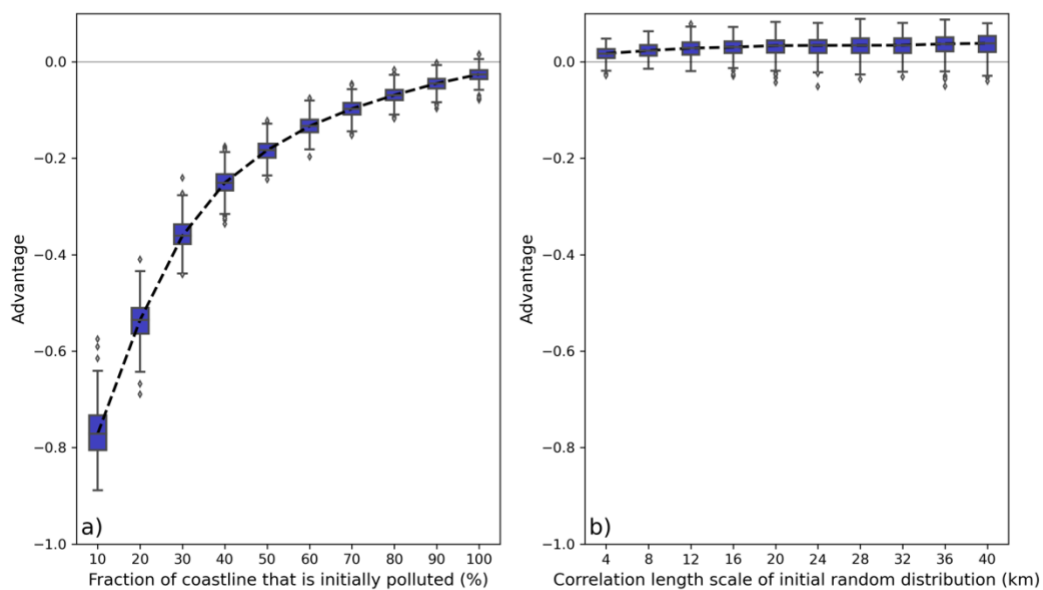 0.0
−0.2
−0.4
−0.6
−0.8
−1.0
Advantage
a)
10 20 30 40 50 60 70 80 90 100
Fraction of coastline that is initially polluted (%)
0.0
−0.2
−0.4
−0.6
−0.8
−1.0
Advantage
b)
4 8 12 16 20 24 28 32 36 40
Correlation length scale of initial random distribution (km)